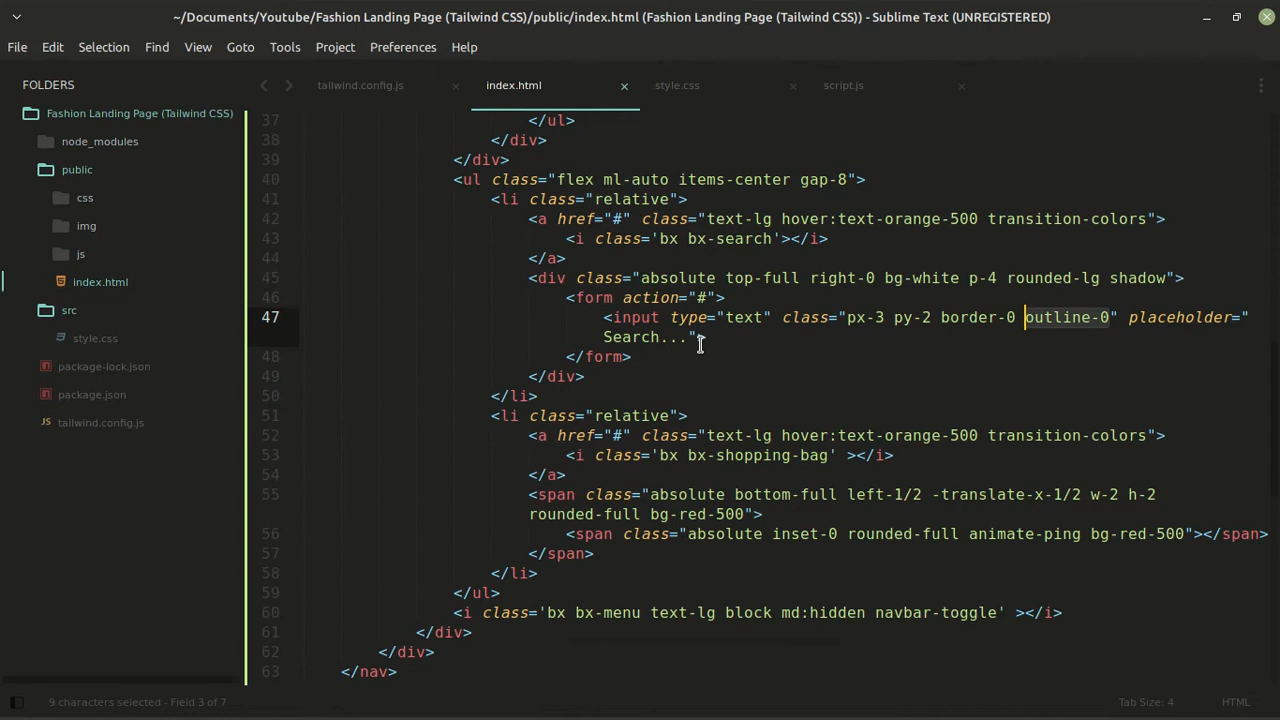 ~/Documents/Youtube/Fashion Landing Page (Tailwind CSS)/public/index.html (Fashion Landing Page (Tailwind CSS)) - Sublime Text (UNREGISTERED)
File Edit Selection Find View Goto Tools Project Preferences Help
FOLDERS
Fashion Landing Page (Tailwind CSS)
node_modules
public
css
img
js
index.html
src
style.css
package-lock.json
package.json
JS tailwind.config.js
tailwind.config.js × index.html × style.css × script.js ×
37 </ul>
38 </div>
39 </div>
40 <ul class="flex ml-auto items-center gap-8">
41 <li class="relative">
42 <a href="#" class="text-lg hover:text-orange-500 transition-colors">
43 <i class='bx bx-search'></i>
44 </a>
45 <div class="absolute top-full right-0 bg-white p-4 rounded-lg shadow">
46 <form action="#">
47 <input type="text" class="px-3 py-2 border-0 outline-0" placeholder="
Search...">
48 </form>
49 </div>
50 </li>
51 <li class="relative">
52 <a href="#" class="text-lg hover:text-orange-500 transition-colors">
53 <i class='bx bx-shopping-bag' ></i>
54 </a>
55 <span class="absolute bottom-full left-1/2 -translate-x-1/2 w-2 h-2
rounded-full bg-red-500">
56 <span class="absolute inset-0 rounded-full animate-ping bg-red-500"></span>
57 </span>
58 </li>
59 </ul>
60 <i class='bx bx-menu text-lg block md:hidden navbar-toggle' ></i>
61 </div>
62 </div>
63 </nav>
9 characters selected - Field 3 of 7
Tab Size: 4
HTML